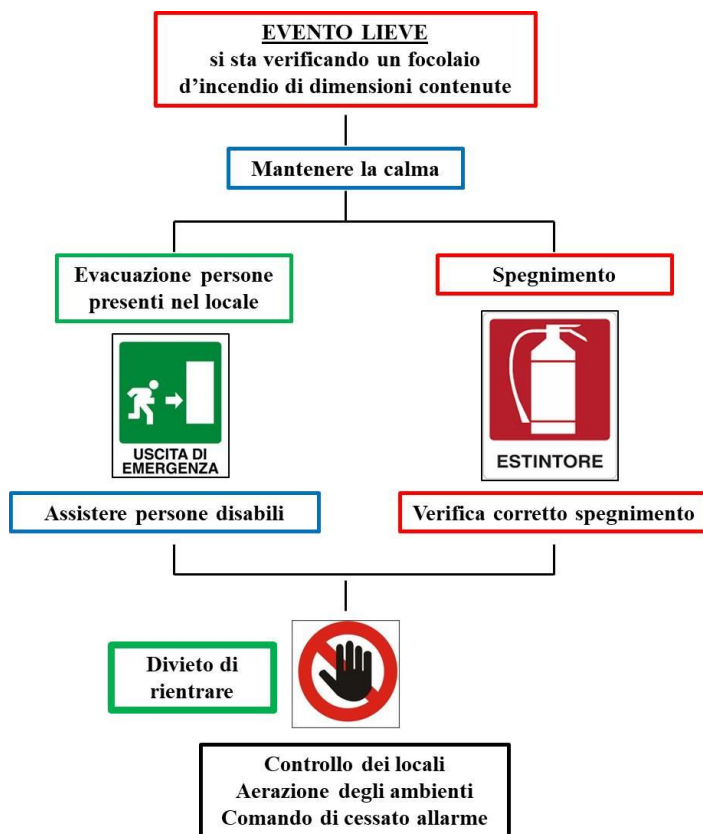 EVENTO LIEVE
si sta verificando un focolaio
d'incendio di dimensioni contenute
Mantenere la calma
Evacuazione persone
presenti nel locale
USCITA DI
EMERGENZA
Assistere persone disabili
Spegnimento
ESTINTORE
Verifica corretto spegnimento
Divieto di
rientrare
Controllo dei locali
Aerazione degli ambienti
Comando di cessato allarme